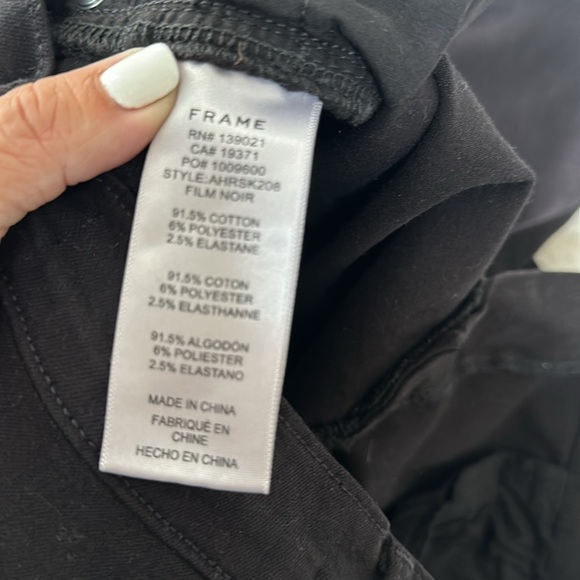 FRAME
RN# 139021
CA# 19371
PO# 1009600
STYLE:AHRSK206
FILM NOIR
91.5% COTTON
6% POLYESTER
2.5% ELASTANE
91.5% COTON
6% POLYESTER
2.5% ELASTHANNE
91.5% ALGODÓN
6% POLIESTER
2.5% ELASTANO
MADE IN CHINA
FABRIQUÉ EN
CHINE
HECHO EN CHINA